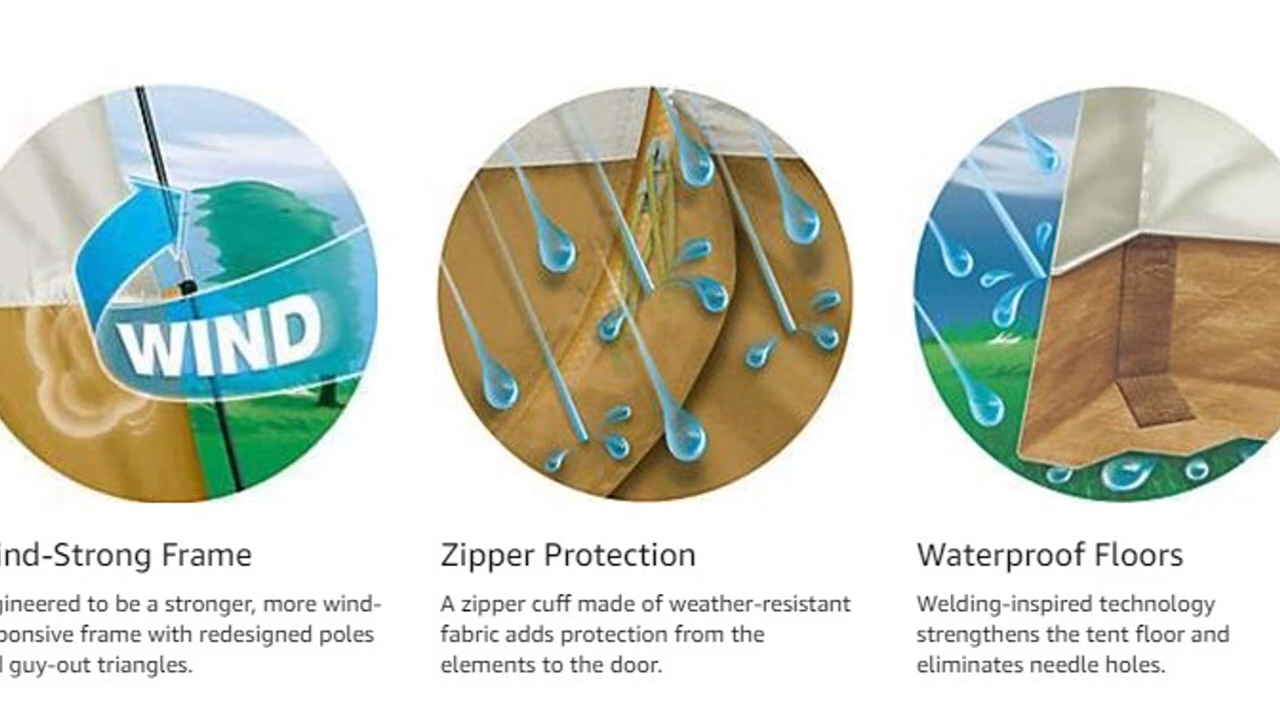 WIND
ind-Strong Frame
gineered to be a stronger, more wind-
ponsive frame with redesigned poles
guy-out triangles.
Zipper Protection
A zipper cuff made of weather-resistant
fabric adds protection from the
elements to the door.
Waterproof Floors
Welding-inspired technology
strengthens the tent floor and
eliminates needle holes.